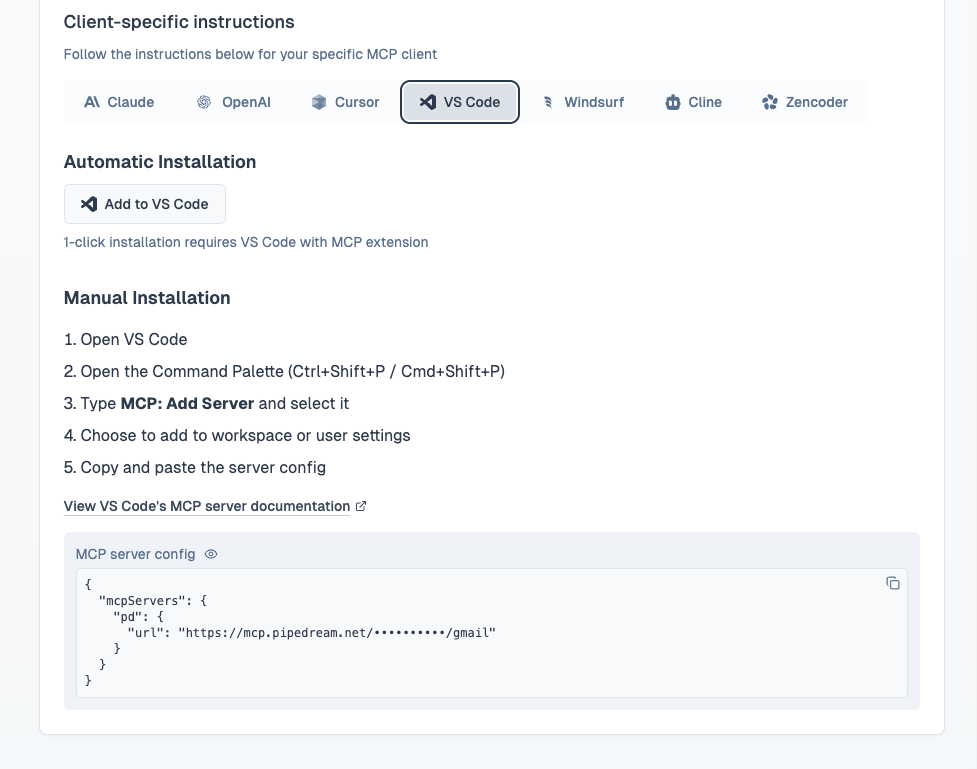 Client-specific instructions
Follow the instructions below for your specific MCP client
Claude OpenAI Cursor VS Code Windsurf Cline Zencoder
Automatic Installation
Add to VS Code
1-click installation requires VS Code with MCP extension
Manual Installation
1. Open VS Code
2. Open the Command Palette (Ctrl+Shift+P / Cmd+Shift+P)
3. Type MCP: Add Server and select it
4. Choose to add to workspace or user settings
5. Copy and paste the server config
View VS Code's MCP server documentation
MCP server config
{
  "mcpServers": {
    "pd": {
      "url": "https://mcp.pipedream.net/••••••••••/gmail"
    }
  }
}